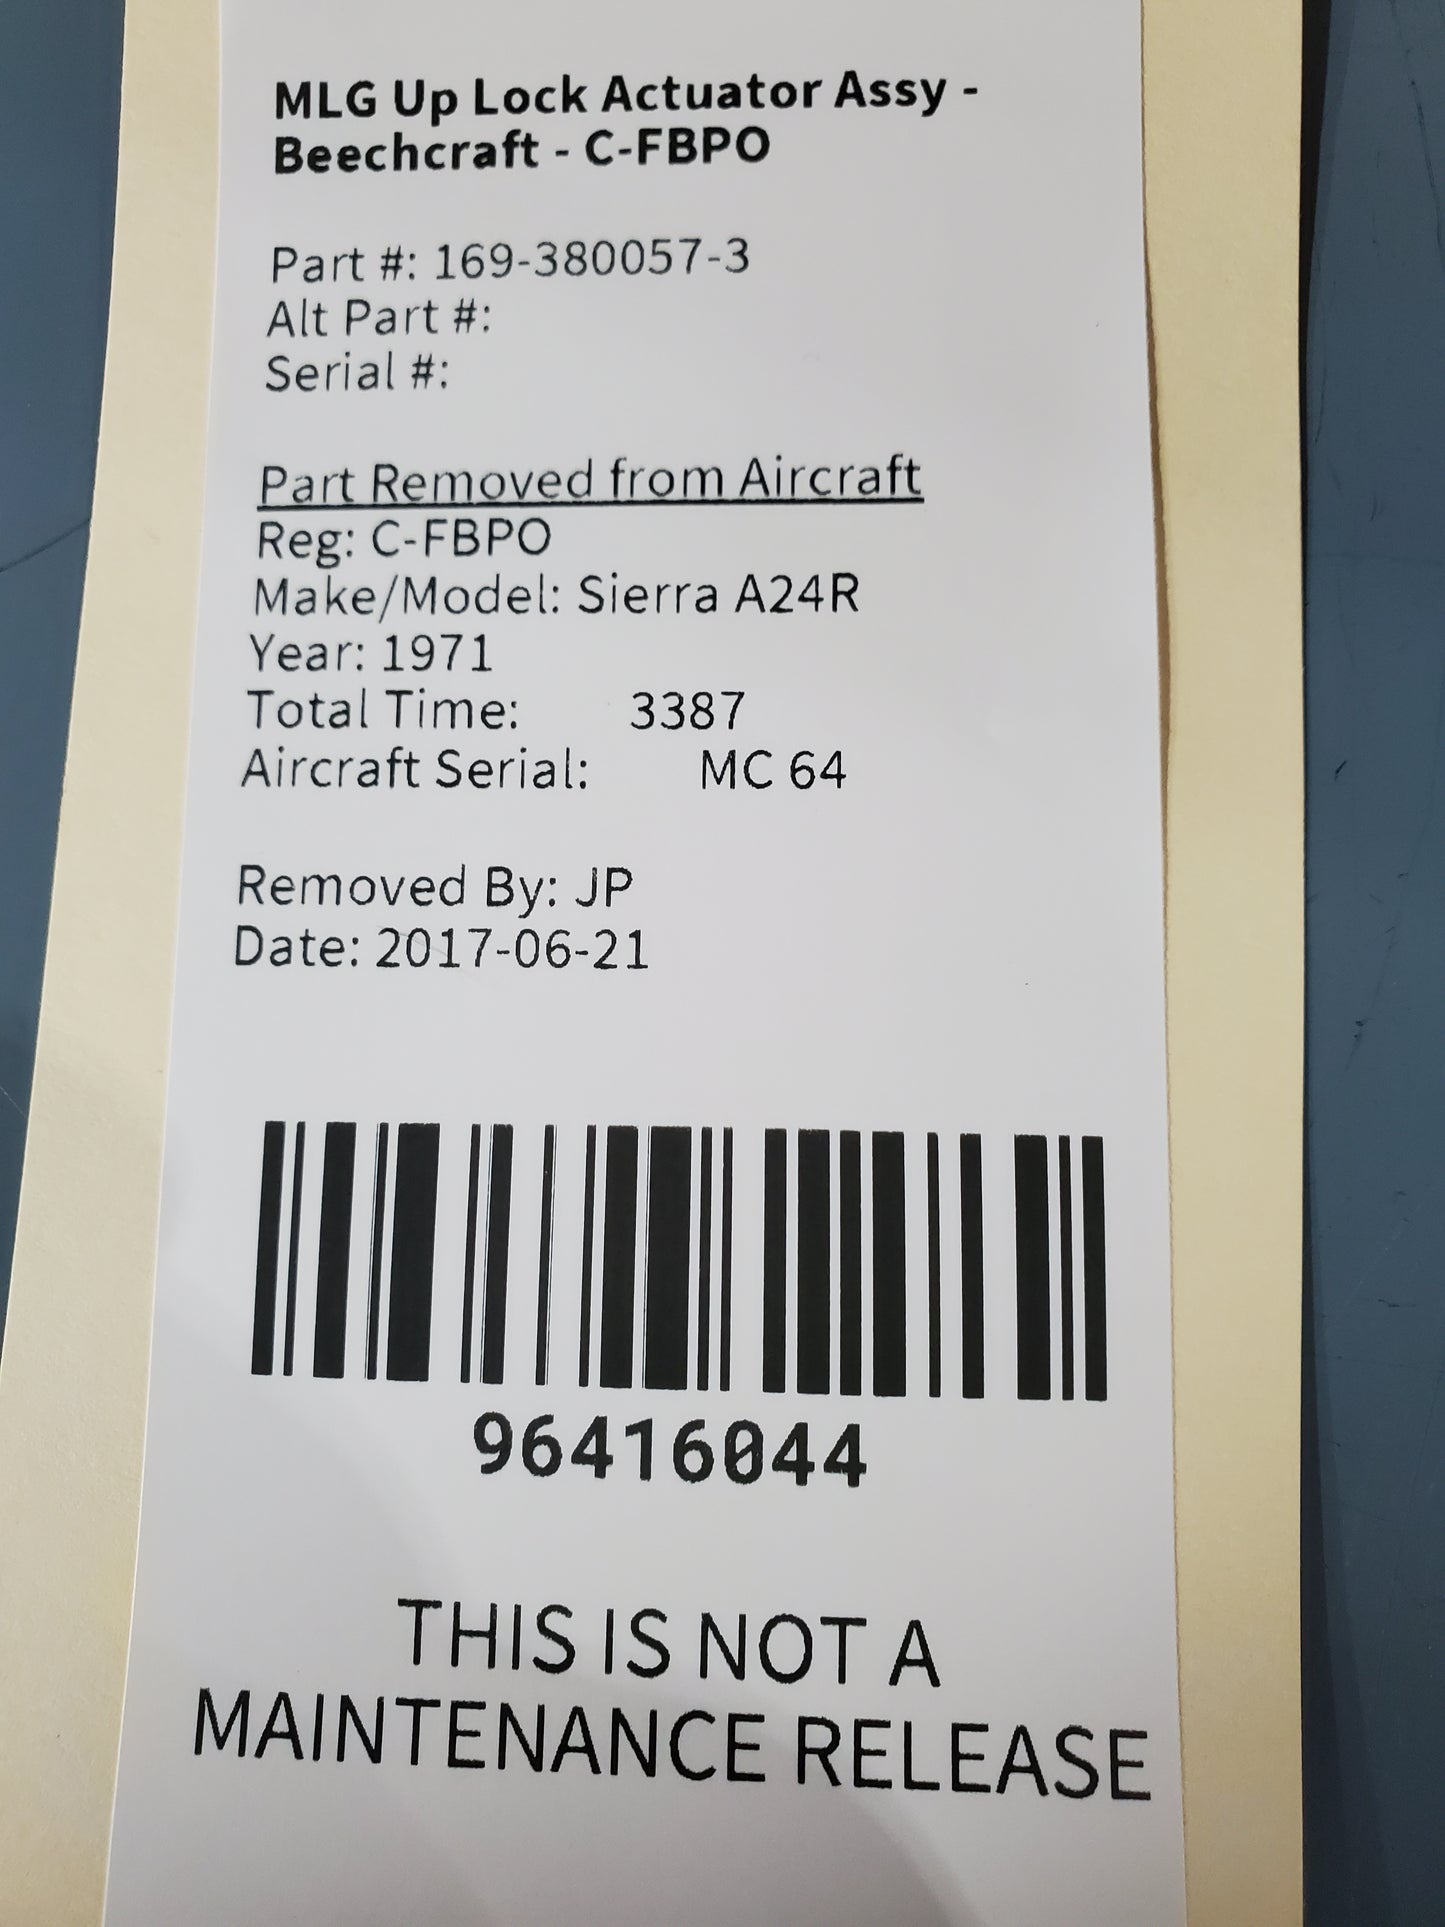 MLG Up Lock Actuator Assy -
Beechcraft - C-FBPO
Part #: 169-380057-3
Alt Part #:
Serial #:
Part Removed from Aircraft
Reg: C-FBPO
Make/Model: Sierra A24R
Year: 1971
Total Time: 3387
Aircraft Serial: MC 64
Removed By: JP
Date: 2017-06-21
96416044
THIS IS NOT A
MAINTENANCE RELEASE